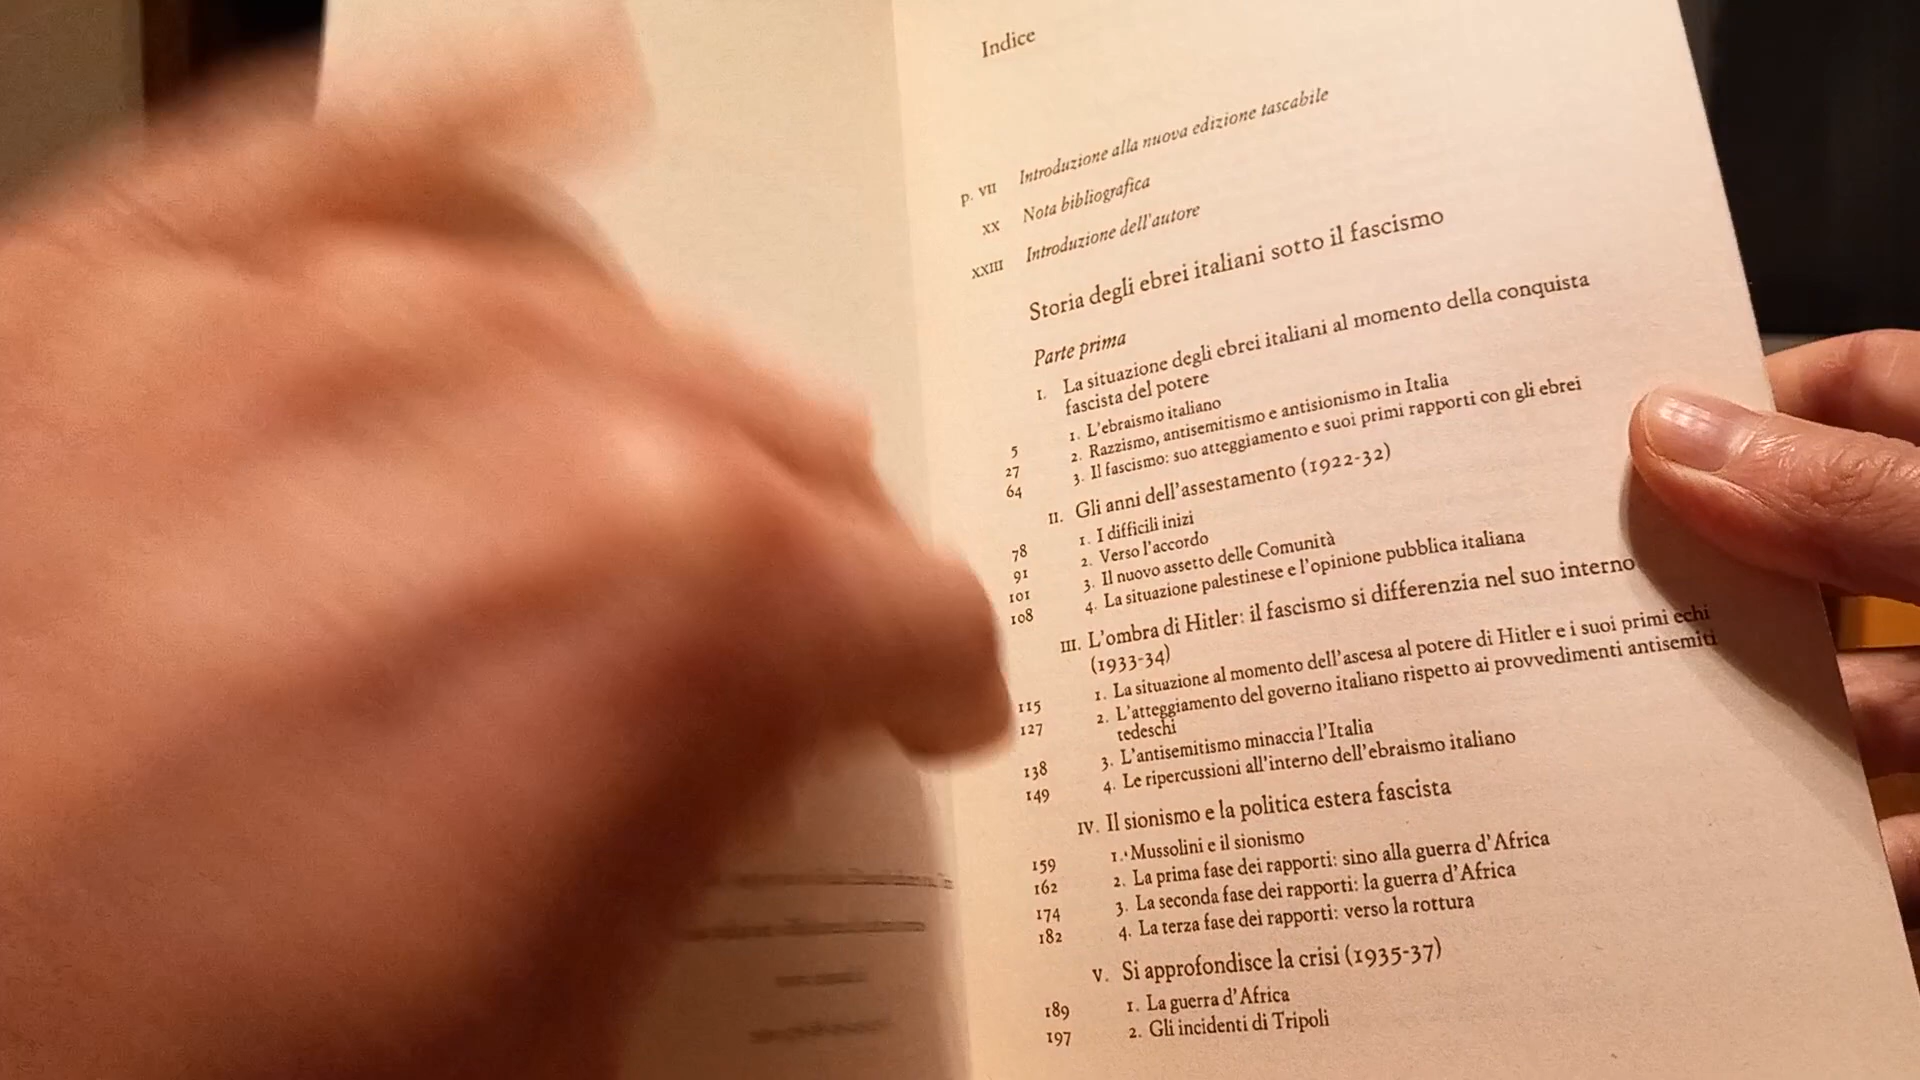 Indice
p. VII Introduzione alla nuova edizione tascabile
XX Nota bibliografica
XXIII Introduzione dell'autore
Storia degli ebrei italiani sotto il fascismo
Parte prima
I. La situazione degli ebrei italiani al momento della conquista
fascista del potere
5 1. L'ebraismo italiano
27 2. Razzismo, antisemitismo e antisionismo in Italia
64 3. Il fascismo: suo atteggiamento e suoi primi rapporti con gli ebrei
II. Gli anni dell'assestamento (1922-32)
78 1. I difficili inizi
91 2. Verso l'accordo
101 3. Il nuovo assetto delle Comunità
108 4. La situazione palestinese e l'opinione pubblica italiana
III. L'ombra di Hitler: il fascismo si differenzia nel suo interno
(1933-34)
115 1. La situazione al momento dell'ascesa al potere di Hitler e i suoi primi echi
127 2. L'atteggiamento del governo italiano rispetto ai provvedimenti antisemiti
tedeschi
138 3. L'antisemitismo minaccia l'Italia
149 4. Le ripercussioni all'interno dell'ebraismo italiano
IV. Il sionismo e la politica estera fascista
159 1. Mussolini e il sionismo
162 2. La prima fase dei rapporti: sino alla guerra d'Africa
174 3. La seconda fase dei rapporti: la guerra d'Africa
182 4. La terza fase dei rapporti: verso la rottura
V. Si approfondisce la crisi (1935-37)
189 1. La guerra d'Africa
197 2. Gli incidenti di Tripoli